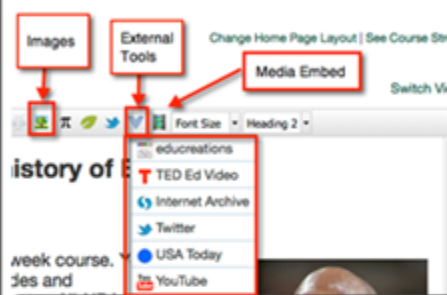 Images
External
Tools
Change Home Page Layout | See Course Str
Media Embed
Switch Vi
π
Font Size
Heading 2
istory of E
educreations
TED Ed Video
Internet Archive
Twitter
USA Today
YouTube
week course.
des and